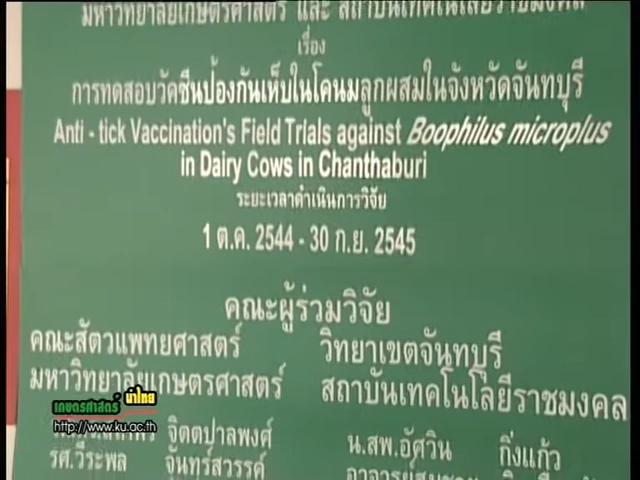 มหาวิทยาลัยเกษตรศาสตร์ และ สถาบันเทคโนโลยีราชมงคล
เรื่อง
การทดสอบวัคซีนป้องกันเห็บในโคนมลูกผสมในจังหวัดจันทบุรี
Anti - tick Vaccination's Field Trials against Boophilus microplus
in Dairy Cows in Chanthaburi
ระยะเวลาดำเนินการวิจัย
1 ต.ค. 2544 - 30 ก.ย. 2545
คณะผู้ร่วมวิจัย
คณะสัตวแพทยศาสตร์ วิทยาเขตจันทบุรี
มหาวิทยาลัยเกษตรศาสตร์ สถาบันเทคโนโลยีราชมงคล
เกษตรศาสตร์ นำไทย
http://www.ku.ac.th
จิตตปาลพงศ์ น.สพ.อัศวิน กิ่งแก้ว
รศ.วีระพล จันทร์สวรรค์